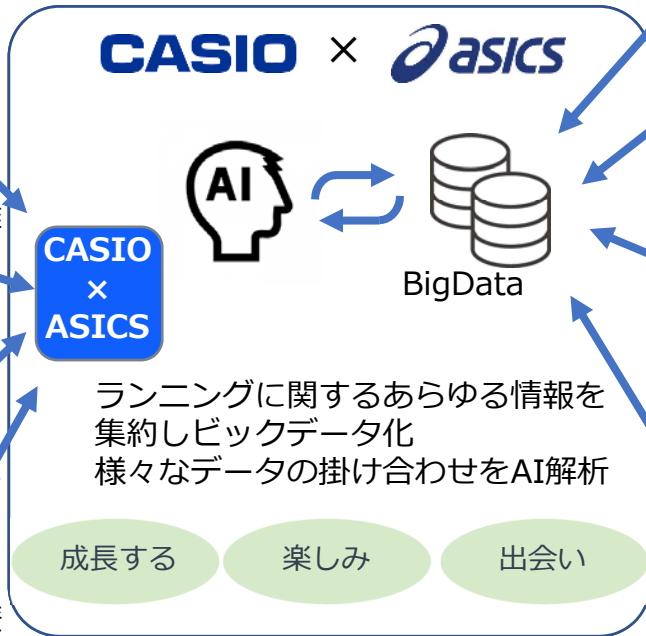 CASIO × asics
AI
BigData
CASIO
×
ASICS
ランニングに関するあらゆる情報を
集約しビックデータ化
様々なデータの掛け合わせをAI解析
成長する 楽しみ 出会い